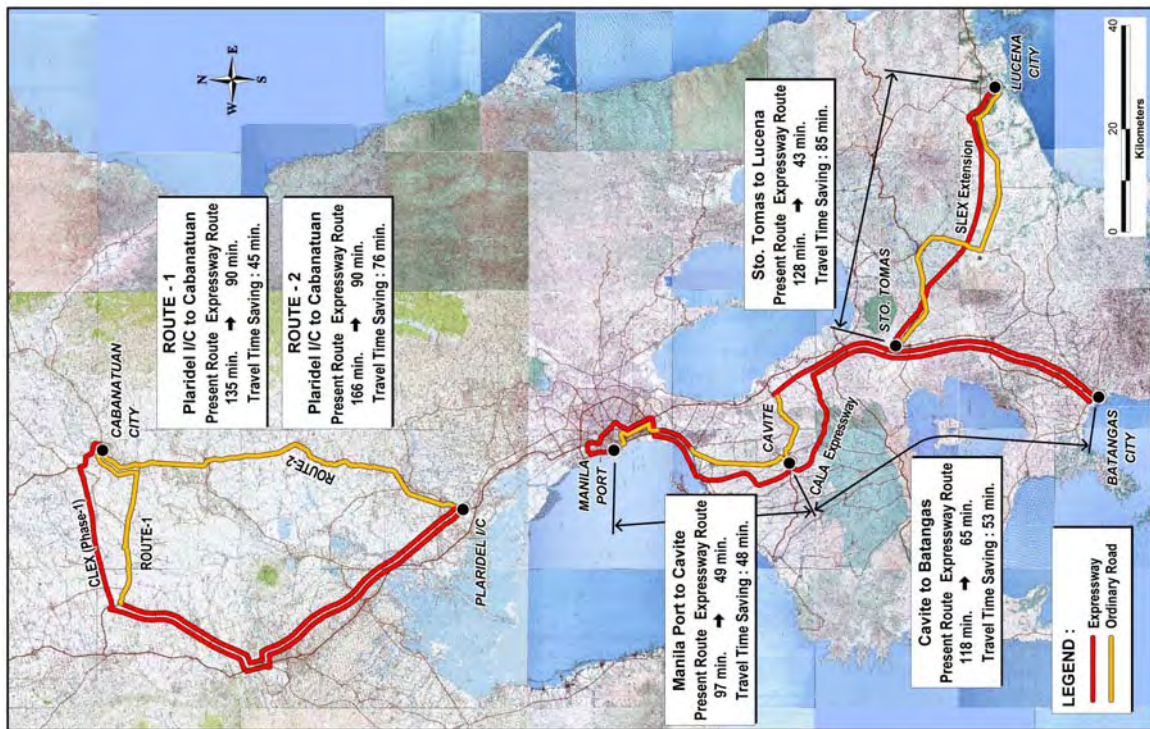 N
W
E
S
CABANATUAN
CITY
CLEX (Phase-1)
ROUTE-1
ROUTE-2
PLARIDEL I/C
ROUTE - 1
Plaridel I/C to Cabanatuan
Present Route Expressway Route
135 min. ➔ 90 min.
Travel Time Saving : 45 min.
ROUTE - 2
Plaridel I/C to Cabanatuan
Present Route Expressway Route
166 min. ➔ 90 min.
Travel Time Saving : 76 min.
MANILA
PORT
CAVITE
CALA Expressway
Manila Port to Cavite
Present Route Expressway Route
97 min. ➔ 49 min.
Travel Time Saving : 48 min.
Sto. Tomas to Lucena
Present Route Expressway Route
128 min. ➔ 43 min.
Travel Time Saving : 85 min.
STO. TOMAS
SLEX Extension
LUCENA
CITY
Cavite to Batangas
Present Route Expressway Route
118 min. ➔ 65 min.
Travel Time Saving : 53 min.
BATANGAS
CITY
LEGEND :
Expressway
Ordinary Road
0 20 40
Kilometers